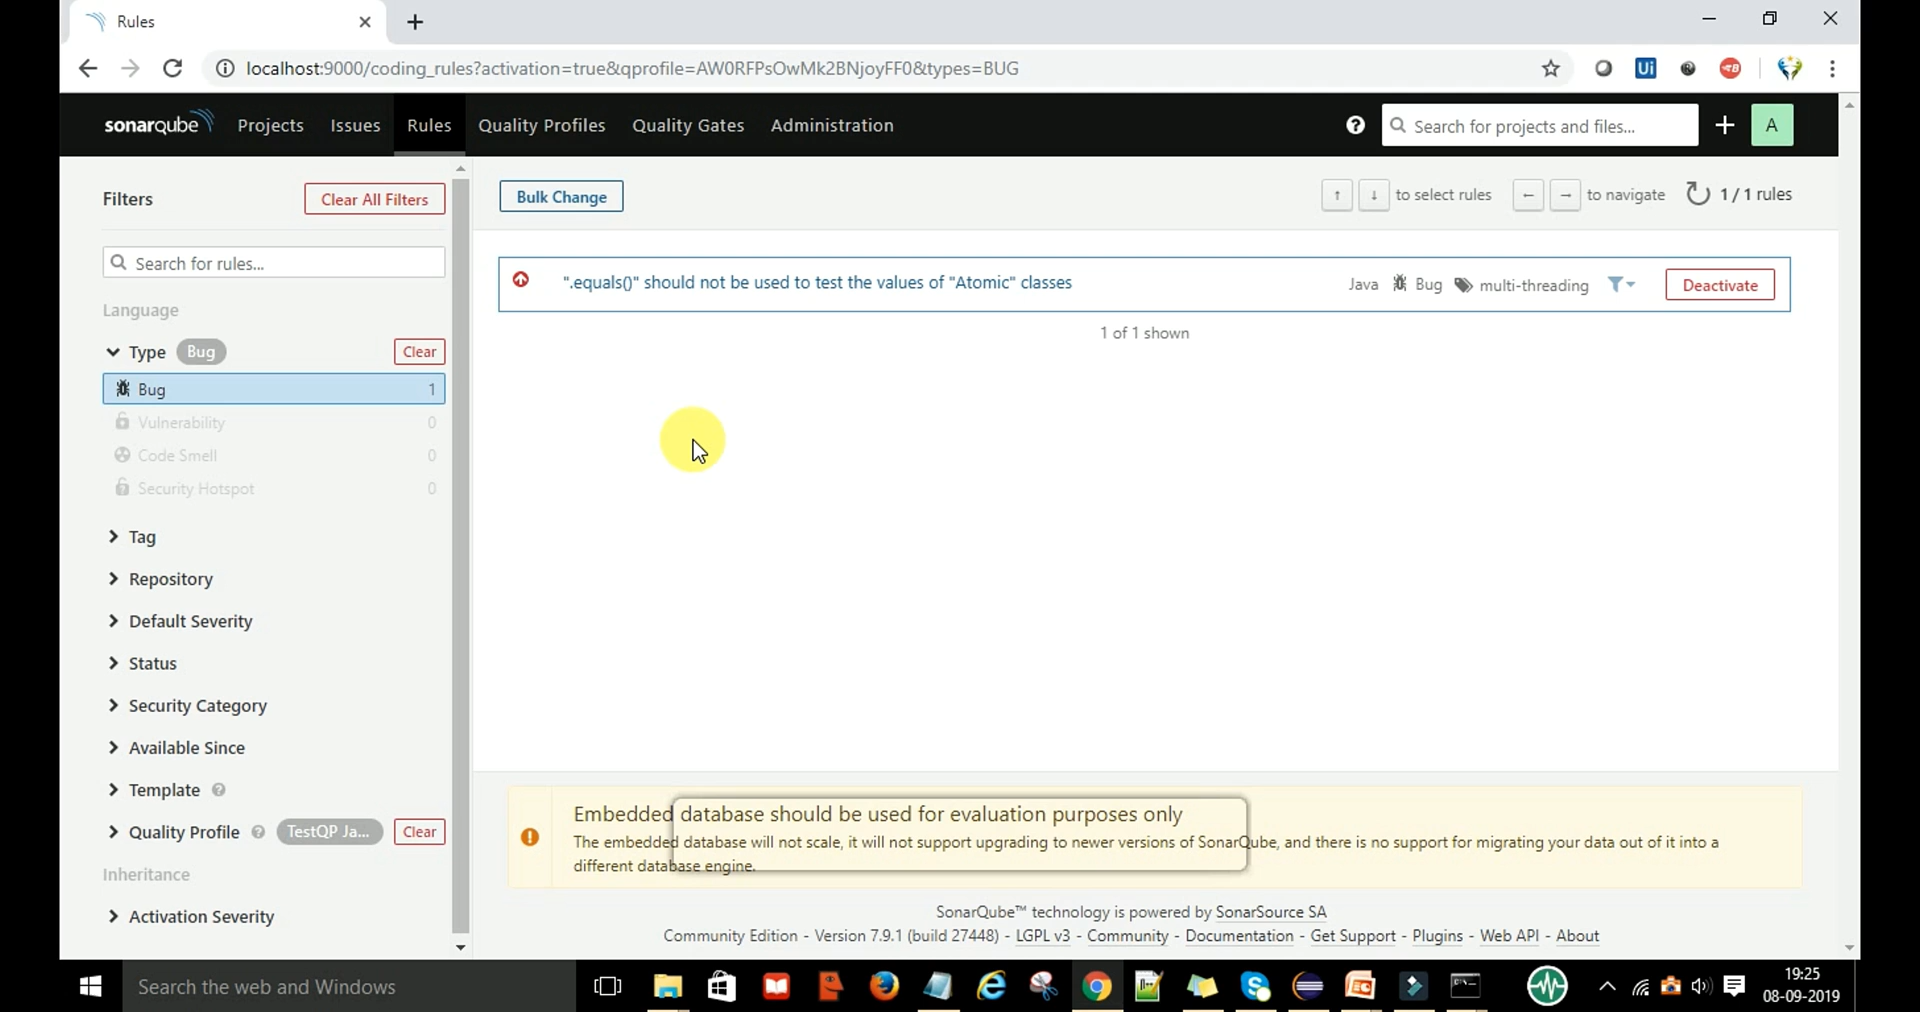 Rules
localhost:9000/coding_rules?activation=true&qprofile=AW0RFPsOwMk2BNjoyFF0&types=BUG
Ui
sonarqube
Projects
Issues
Rules
Quality Profiles
Quality Gates
Administration
Search for projects and files...
A
Filters
Clear All Filters
Search for rules...
Language
Type Bug Clear
Bug 1
Vulnerability 0
Code Smell 0
Security Hotspot 0
Tag
Repository
Default Severity
Status
Security Category
Available Since
Template
Quality Profile TestQP Ja... Clear
Inheritance
Activation Severity
Bulk Change
to select rules
to navigate
1 / 1 rules
".equals()" should not be used to test the values of "Atomic" classes
Java Bug multi-threading
Deactivate
1 of 1 shown
Embedded database should be used for evaluation purposes only
The embedded database will not scale, it will not support upgrading to newer versions of SonarQube, and there is no support for migrating your data out of it into a
different database engine.
SonarQube™ technology is powered by SonarSource SA
Community Edition - Version 7.9.1 (build 27448) - LGPL v3 - Community - Documentation - Get Support - Plugins - Web API - About
Search the web and Windows
19:25
08-09-2019